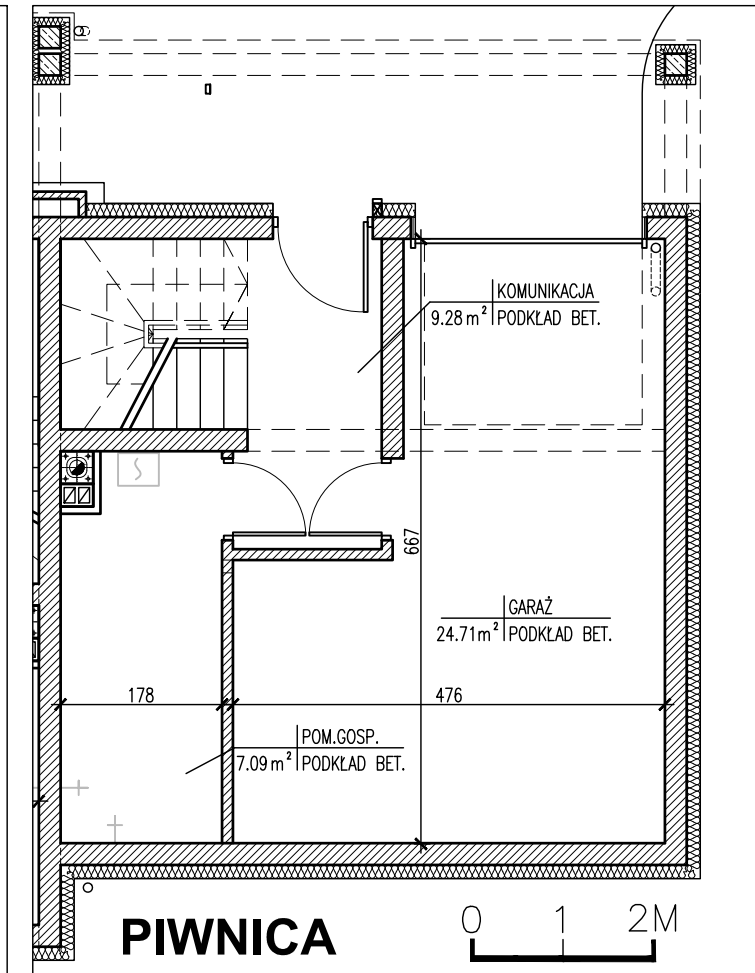 KOMUNIKACJA
9.28 m² PODKŁAD BET.
667
GARAŻ
24.71m² PODKŁAD BET.
178
476
POM.GOSP.
7.09 m² PODKŁAD BET.
PIWNICA
0 1 2M